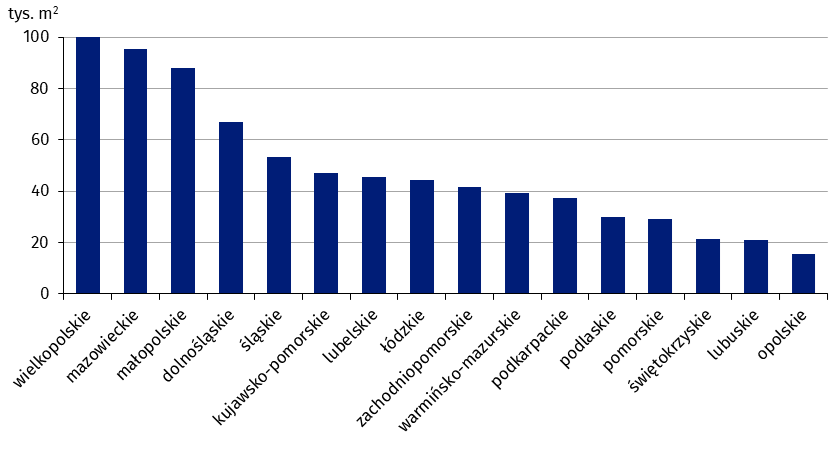 tys. m²
100
80
60
40
20
0
wielkopolskie
mazowieckie
małopolskie
dolnośląskie
śląskie
kujawsko-pomorskie
lubelskie
łódzkie
zachodniopomorskie
warmińsko-mazurskie
podkarpackie
podlaskie
pomorskie
świętokrzyskie
lubuskie
opolskie